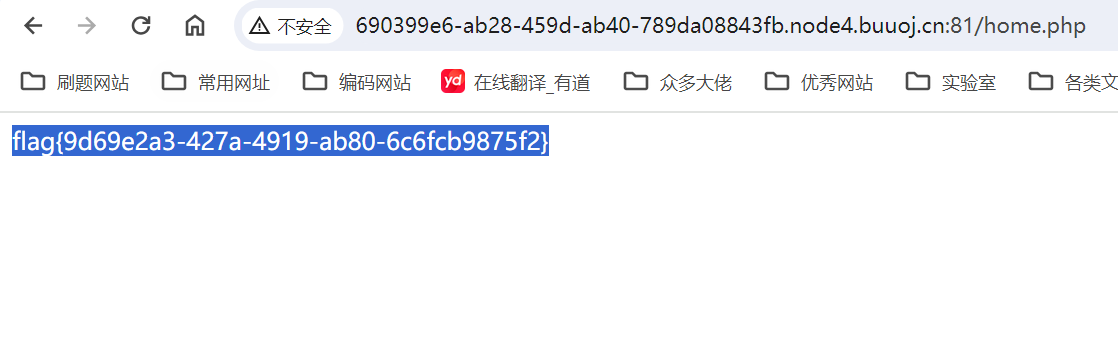 不安全 690399e6-ab28-459d-ab40-789da08843fb.node4.buuoj.cn:81/home.php
刷题网站 常用网址 编码网站 yd 在线翻译_有道 众多大佬 优秀网站 实验室 各类文
flag{9d69e2a3-427a-4919-ab80-6c6fcb9875f2}